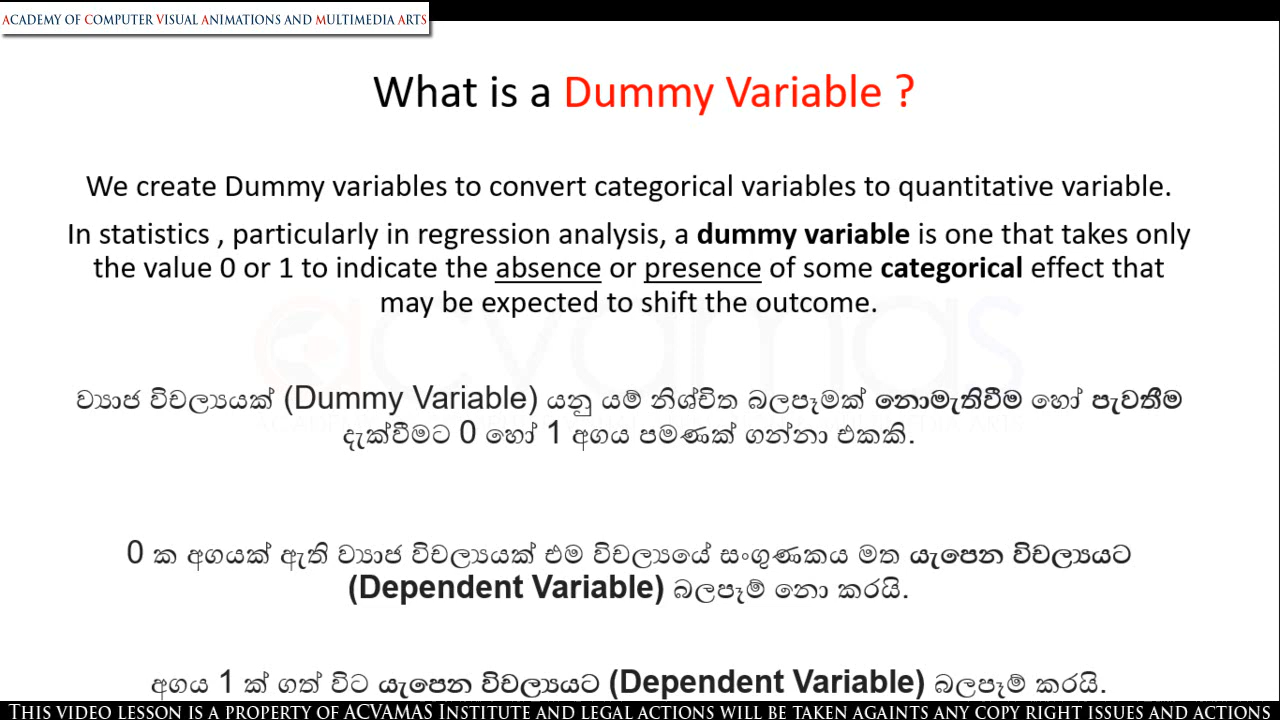 ACADEMY OF COMPUTER VISUAL ANIMATIONS AND MULTIMEDIA ARTS
What is a Dummy Variable ?
We create Dummy variables to convert categorical variables to quantitative variable.
In statistics , particularly in regression analysis, a dummy variable is one that takes only
the value 0 or 1 to indicate the absence or presence of some categorical effect that
may be expected to shift the outcome.
acvamas
ව්‍යාජ විචල්‍යයක් (Dummy Variable) යනු යම් නිශ්චිත බලපෑමක් නොමැතිවීම හෝ පැවතීම
දැක්වීමට 0 හෝ 1 අගය පමණක් ගන්නා එකකි.
0 ක අගයක් ඇති ව්‍යාජ විචල්‍යයක් එම විචල්‍යයේ සංගුණකය මත යැපෙන විචල්‍යයට
(Dependent Variable) බලපෑම් නො කරයි.
අගය 1 ක් ගත් විට යැපෙන විචල්‍යයට (Dependent Variable) බලපෑම් කරයි.
THIS VIDEO LESSON IS A PROPERTY OF ACVAMAS INSTITUTE AND LEGAL ACTIONS WILL BE TAKEN AGAINTS ANY COPY RIGHT ISSUES AND ACTIONS